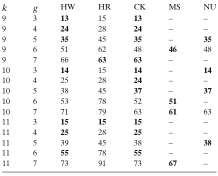 k g HW HR CK MS NU
9 3 13 15 13 – –
9 4 24 28 24 – –
9 5 35 45 35 – 35
9 6 51 62 48 46 48
9 7 66 63 63 – –
10 3 14 15 14 – 14
10 4 25 28 24 – –
10 5 38 45 37 – 37
10 6 53 78 52 51 –
10 7 71 79 63 61 63
11 3 15 15 15 – –
11 4 25 28 25 – –
11 5 39 45 38 – 38
11 6 55 78 55 – –
11 7 73 91 73 67 –